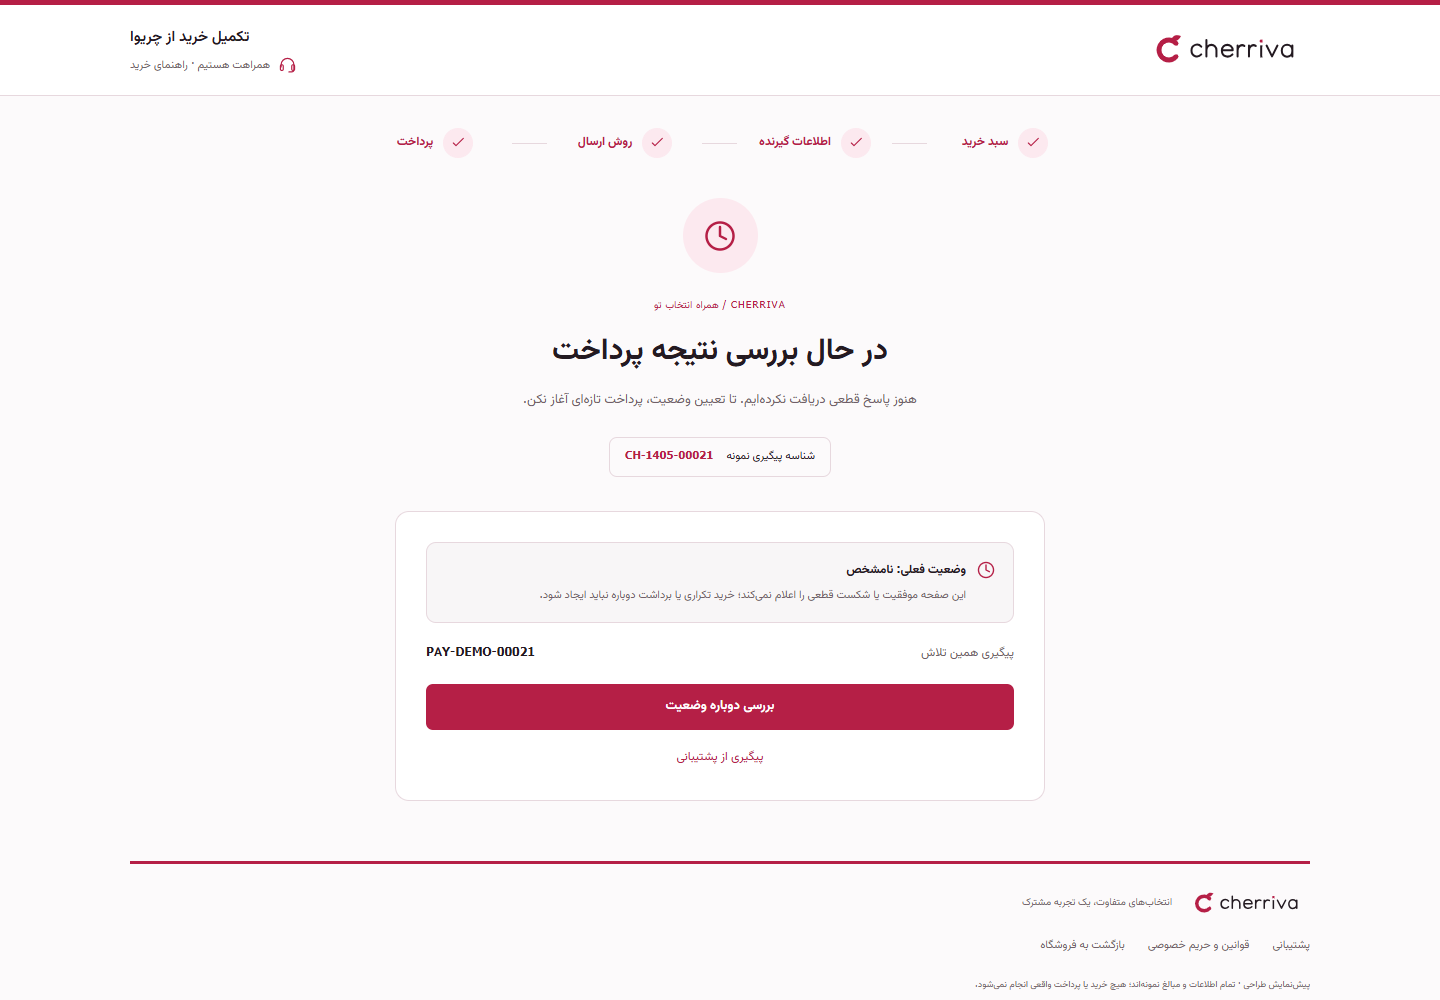 cherriva
تکمیل خرید از چریوا
همراهت هستیم · راهنمای خرید
سبد خرید
اطلاعات گیرنده
روش ارسال
پرداخت
CHERRIVA / همراه انتخاب تو
در حال بررسی نتیجه پرداخت
هنوز پاسخ قطعی دریافت نکرده‌ایم. تا تعیین وضعیت، پرداخت تازه‌ای آغاز نکن.
شناسه پیگیری نمونه CH-1405-00021
وضعیت فعلی: نامشخص
این صفحه موفقیت یا شکست قطعی را اعلام نمی‌کند؛ خرید تکراری یا برداشت دوباره نباید ایجاد شود.
پیگیری همین تلاش PAY-DEMO-00021
بررسی دوباره وضعیت
پیگیری از پشتیبانی
cherriva انتخاب‌های متفاوت، یک تجربه مشترک
پشتیبانی قوانین و حریم خصوصی بازگشت به فروشگاه
پیش‌نمایش طراحی · تمام اطلاعات و مبالغ نمونه‌اند؛ هیچ خرید یا پرداخت واقعی انجام نمی‌شود.